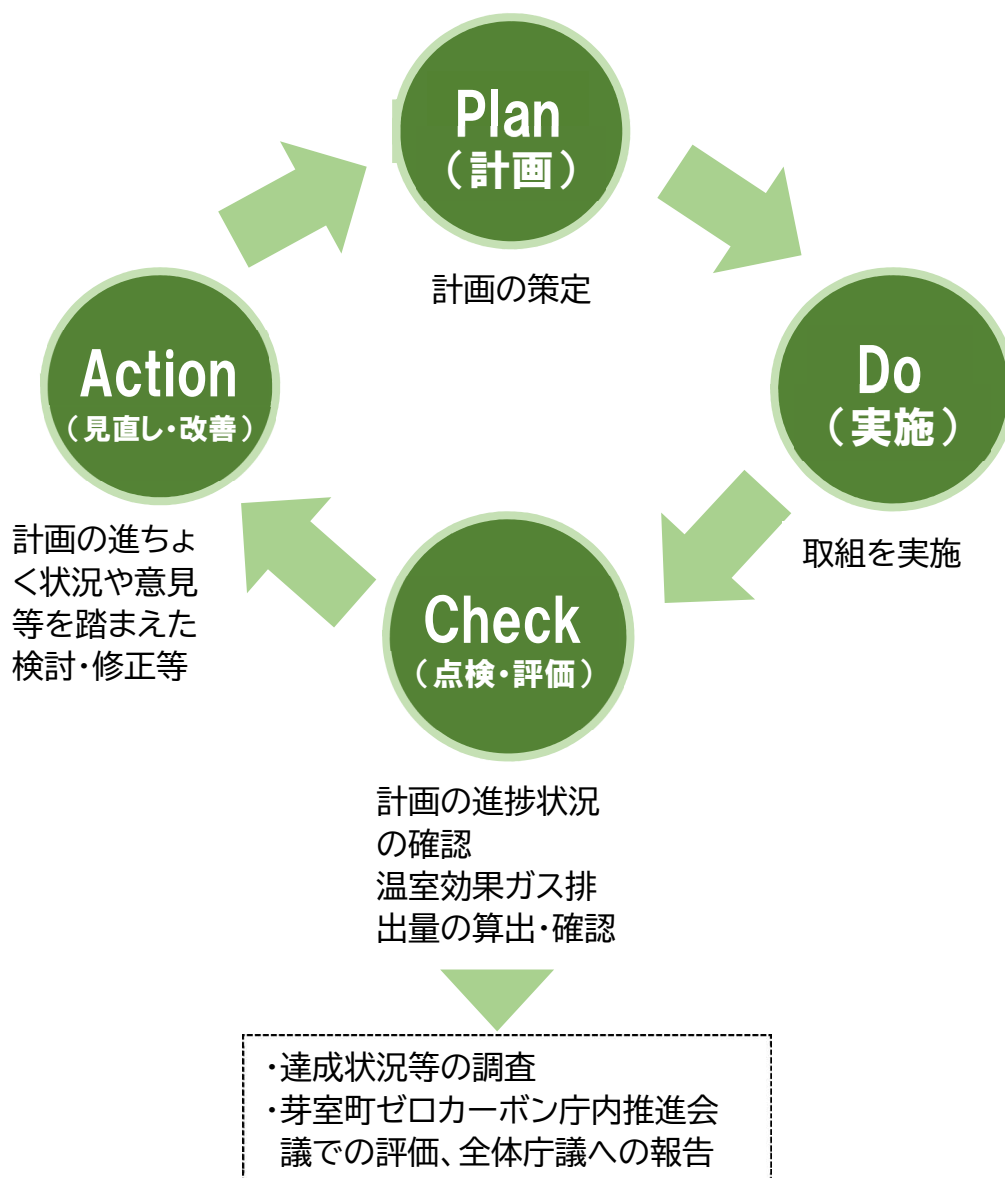 Plan
（計画）
計画の策定
Do
（実施）
取組を実施
Check
（点検・評価）
計画の進捗状況
の確認
温室効果ガス排
出量の算出・確認
Action
（見直し・改善）
計画の進ちょ
く状況や意見
等を踏まえた
検討・修正等
・達成状況等の調査
・芽室町ゼロカーボン庁内推進会
議での評価、全体庁議への報告